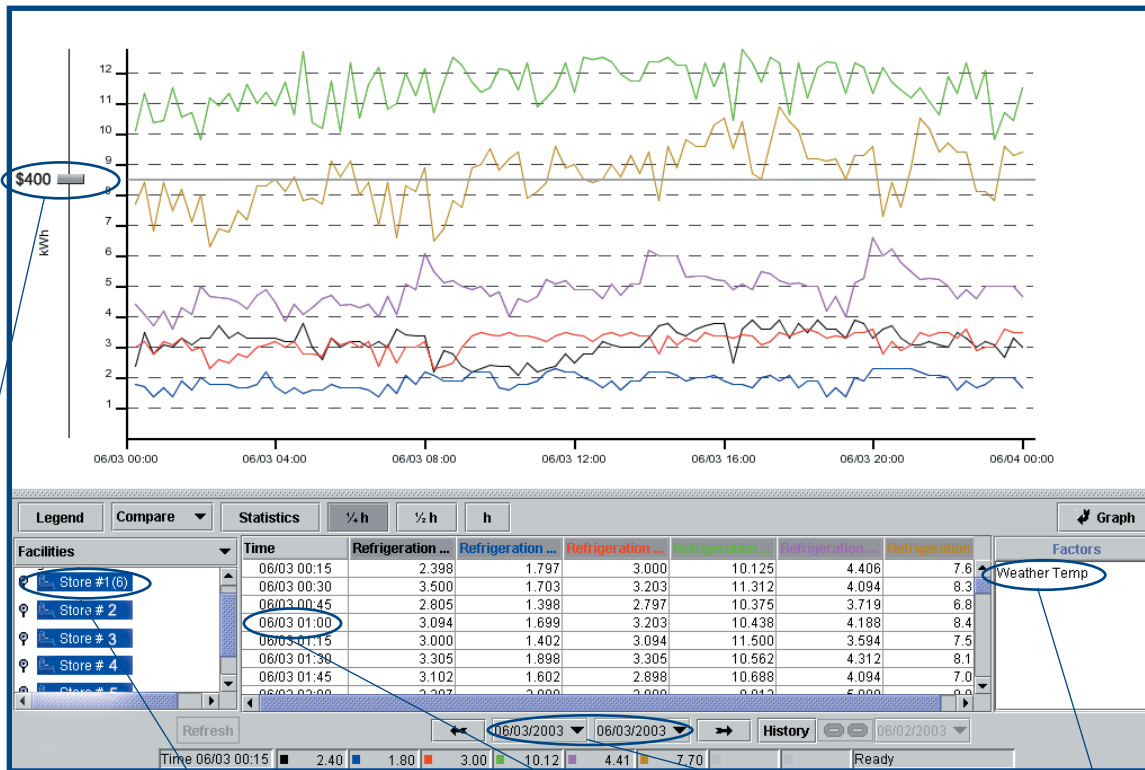 12
11
10
9
$400
8
7
kWh
6
5
4
3
2
1
06/03 00:00 06/03 04:00 06/03 08:00 06/03 12:00 06/03 16:00 06/03 20:00 06/04 00:00
Legend Compare Statistics ¼ h ½ h h Graph
Facilities Time Refrigeration ... Refrigeration ... Refrigeration ... Refrigeration ... Refrigeration ... Refrigeration Factors
06/03 00:15 2.398 1.797 3.000 10.125 4.406 7.6 Weather Temp
Store #1(6) 06/03 00:30 3.500 1.703 3.203 11.312 4.094 8.3
06/03 00:45 2.805 1.398 2.797 10.375 3.719 6.8
Store # 2 06/03 01:00 3.094 1.699 3.203 10.438 4.188 8.4
06/03 01:15 3.000 1.402 3.094 11.500 3.594 7.5
Store # 3
06/03 01:30 3.305 1.898 3.305 10.562 4.312 8.1
Store # 4
06/03 01:45 3.102 1.602 2.898 10.688 4.094 7.0
Refresh 06/03/2003 06/03/2003 History 06/02/2003
Time 06/03 00:15 2.40 1.80 3.00 10.12 4.41 7.70 Ready